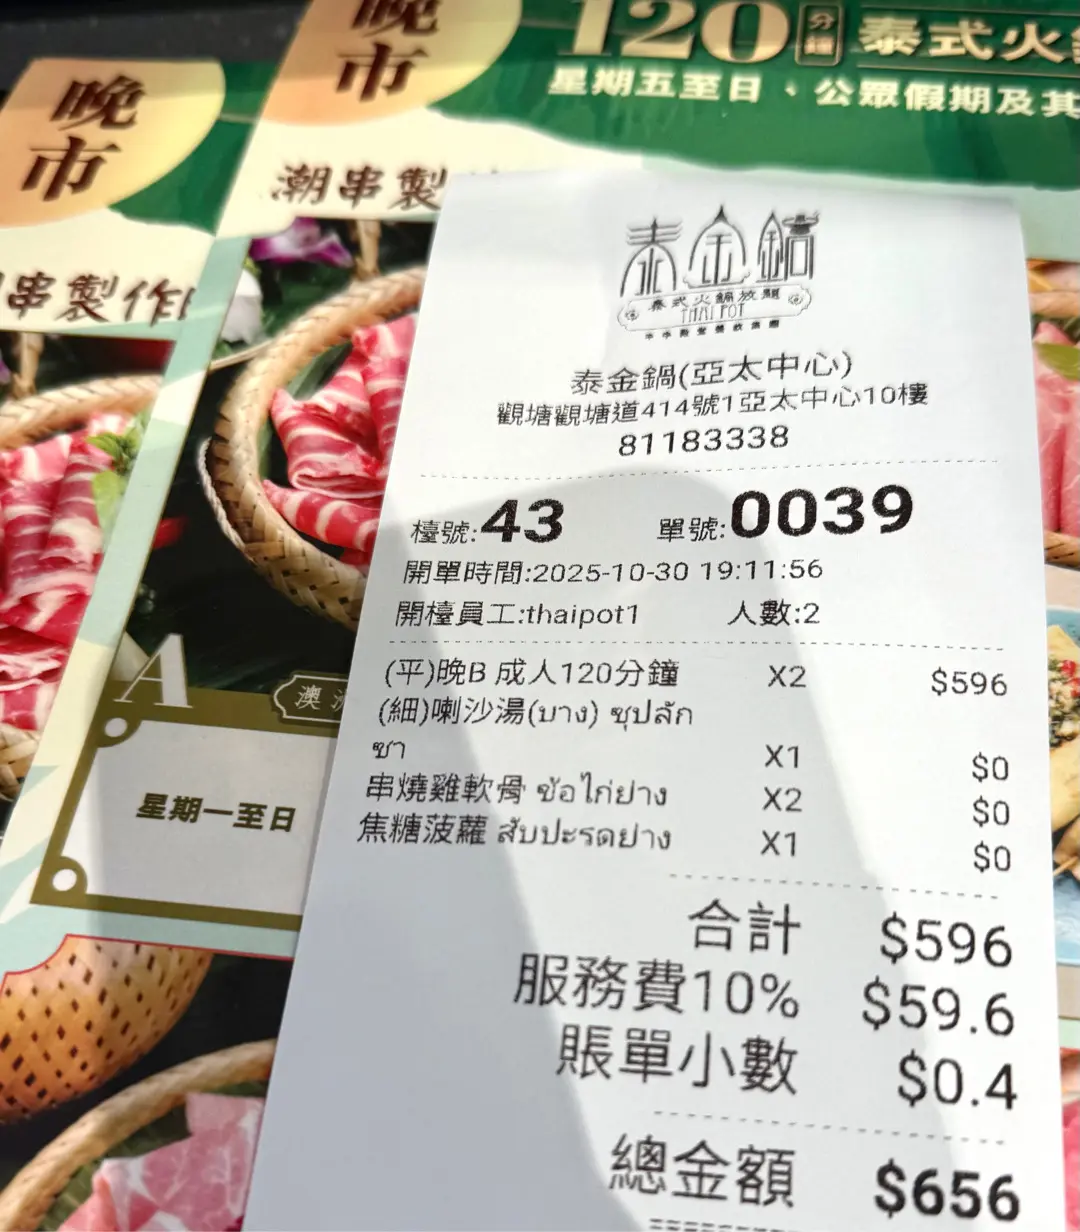 晚
市
晚
市
120 分鐘 泰式火
星期五至日、公眾假期及其
潮串製
串製作
泰金鍋
泰式火鍋放題
THAI POT
泰金鍋(亞太中心)
觀塘觀塘道414號1亞太中心10樓
81183338
檯號:43 單號:0039
開單時間:2025-10-30 19:11:56
開檯員工:thaipot1 人數:2
(平)晚B 成人120分鐘 X2 $596
(細)喇沙湯(บาง) ซุปลัก
ซา X1 $0
串燒雞軟骨 ข้อไก่ย่าง X2 $0
焦糖菠蘿 สับปะรดย่าง X1 $0
合計 $596
服務費10% $59.6
賬單小數 $0.4
總金額 $656
A
澳
星期一至日